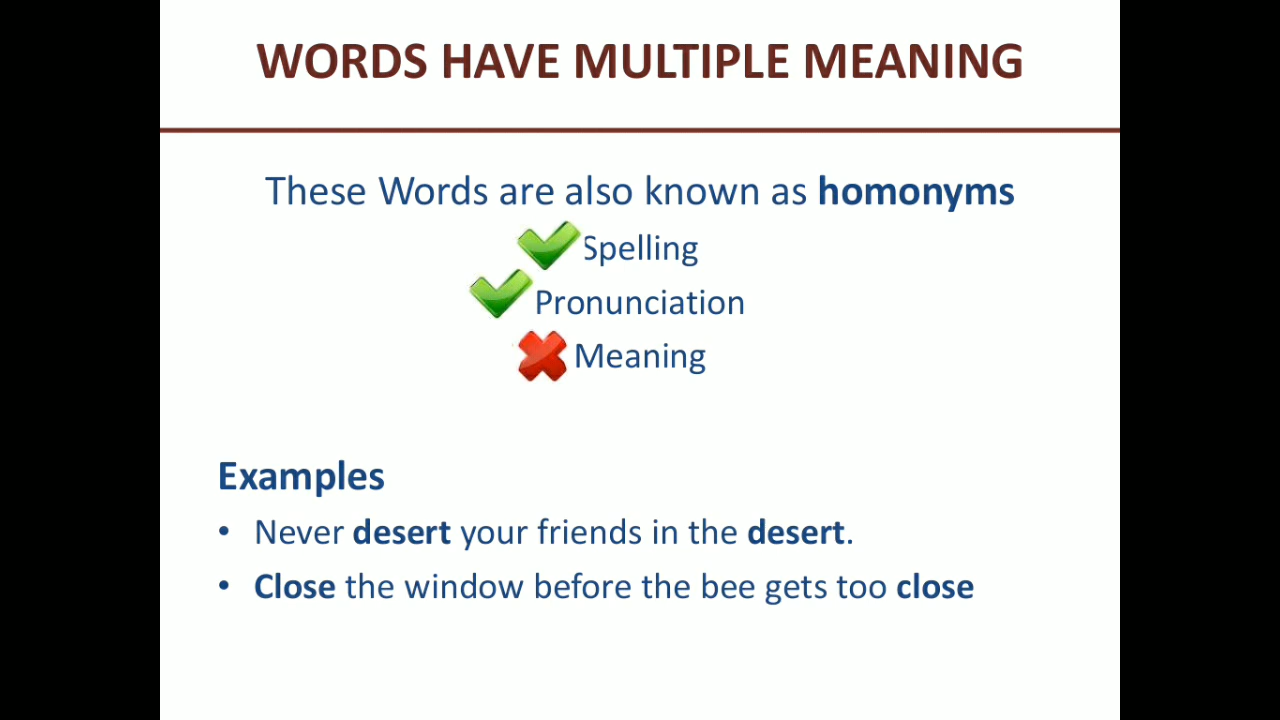 WORDS HAVE MULTIPLE MEANING
These Words are also known as homonyms
Spelling
Pronunciation
Meaning
Examples
• Never desert your friends in the desert.
• Close the window before the bee gets too close